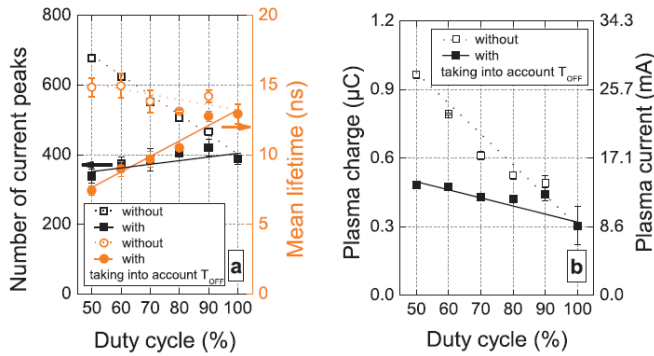 800
600
400
200
0
Number of current peaks
20
15
10
5
0
Mean lifetime (ns)
without
with
without
with
taking into account T_OFF
a
50 60 70 80 90 100
Duty cycle (%)
1.2
0.9
0.6
0.3
0.0
Plasma charge (µC)
34.3
25.7
17.1
8.6
0.0
Plasma current (mA)
without
with
taking into account T_OFF
b
50 60 70 80 90 100
Duty cycle (%)